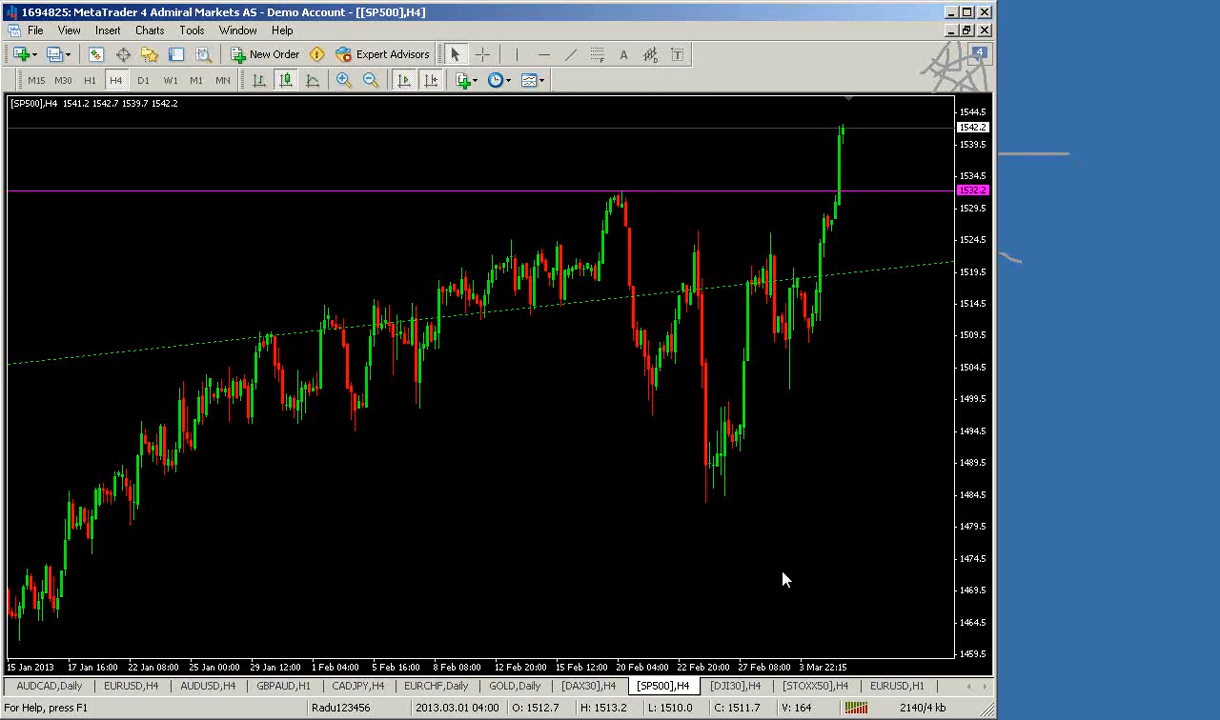 1694825: MetaTrader 4 Admiral Markets AS - Demo Account - [[SP500],H4]
File View Insert Charts Tools Window Help
New Order Expert Advisors A T 4
M15 M30 H1 H4 D1 W1 M1 MN
[SP500],H4 1541.2 1542.7 1539.7 1542.2
1544.5
1542.2
1539.5
1534.5
1532.2
1529.5
1524.5
1519.5
1514.5
1509.5
1504.5
1499.5
1494.5
1489.5
1484.5
1479.5
1474.5
1469.5
1464.5
1459.5
15 Jan 2013 17 Jan 16:00 22 Jan 08:00 25 Jan 00:00 29 Jan 12:00 1 Feb 04:00 5 Feb 16:00 8 Feb 08:00 12 Feb 20:00 15 Feb 12:00 20 Feb 04:00 22 Feb 20:00 27 Feb 08:00 3 Mar 22:15
AUDCAD,Daily EURUSD,H4 AUDUSD,H4 GBPAUD,H1 CADJPY,H4 EURCHF,Daily GOLD,Daily [DAX30],H4 [SP500],H4 [DJI30],H4 [STOXX50],H4 EURUSD,H1
For Help, press F1 Radu123456 2013.03.01 04:00 O: 1512.7 H: 1513.2 L: 1510.0 C: 1511.7 V: 164 2140/4 kb